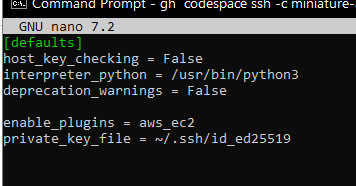 Command Prompt - gh codespace ssh -c miniature-
GNU nano 7.2
[defaults]
host_key_checking = False
interpreter_python = /usr/bin/python3
deprecation_warnings = False
enable_plugins = aws_ec2
private_key_file = ~/.ssh/id_ed25519